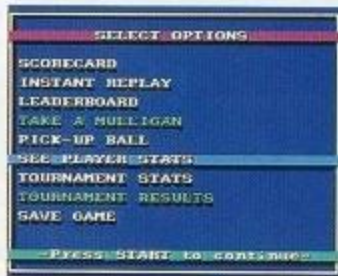 SELECT OPTIONS
SCORECARD
INSTANT REPLAY
LEADERBOARD
TAKE A MULLIGAN
PICK-UP BALL
SEE PLAYER STATS
TOURNAMENT STATS
TOURNAMENT RESULTS
SAVE GAME
-Press START to continue-